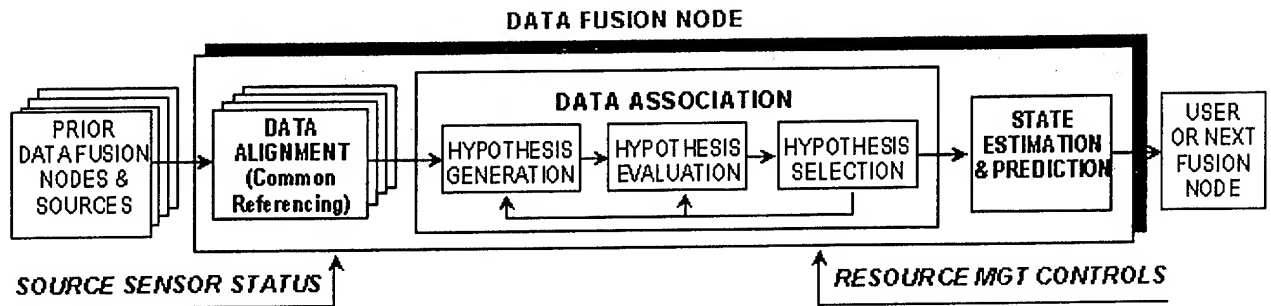 DATA FUSION NODE
PRIOR
DATA FUSION
NODES &
SOURCES
DATA
ALIGNMENT
(Common
Referencing)
DATA ASSOCIATION
HYPOTHESIS
GENERATION
HYPOTHESIS
EVALUATION
HYPOTHESIS
SELECTION
STATE
ESTIMATION
& PREDICTION
USER
OR NEXT
FUSION
NODE
SOURCE SENSOR STATUS
RESOURCE MGT CONTROLS